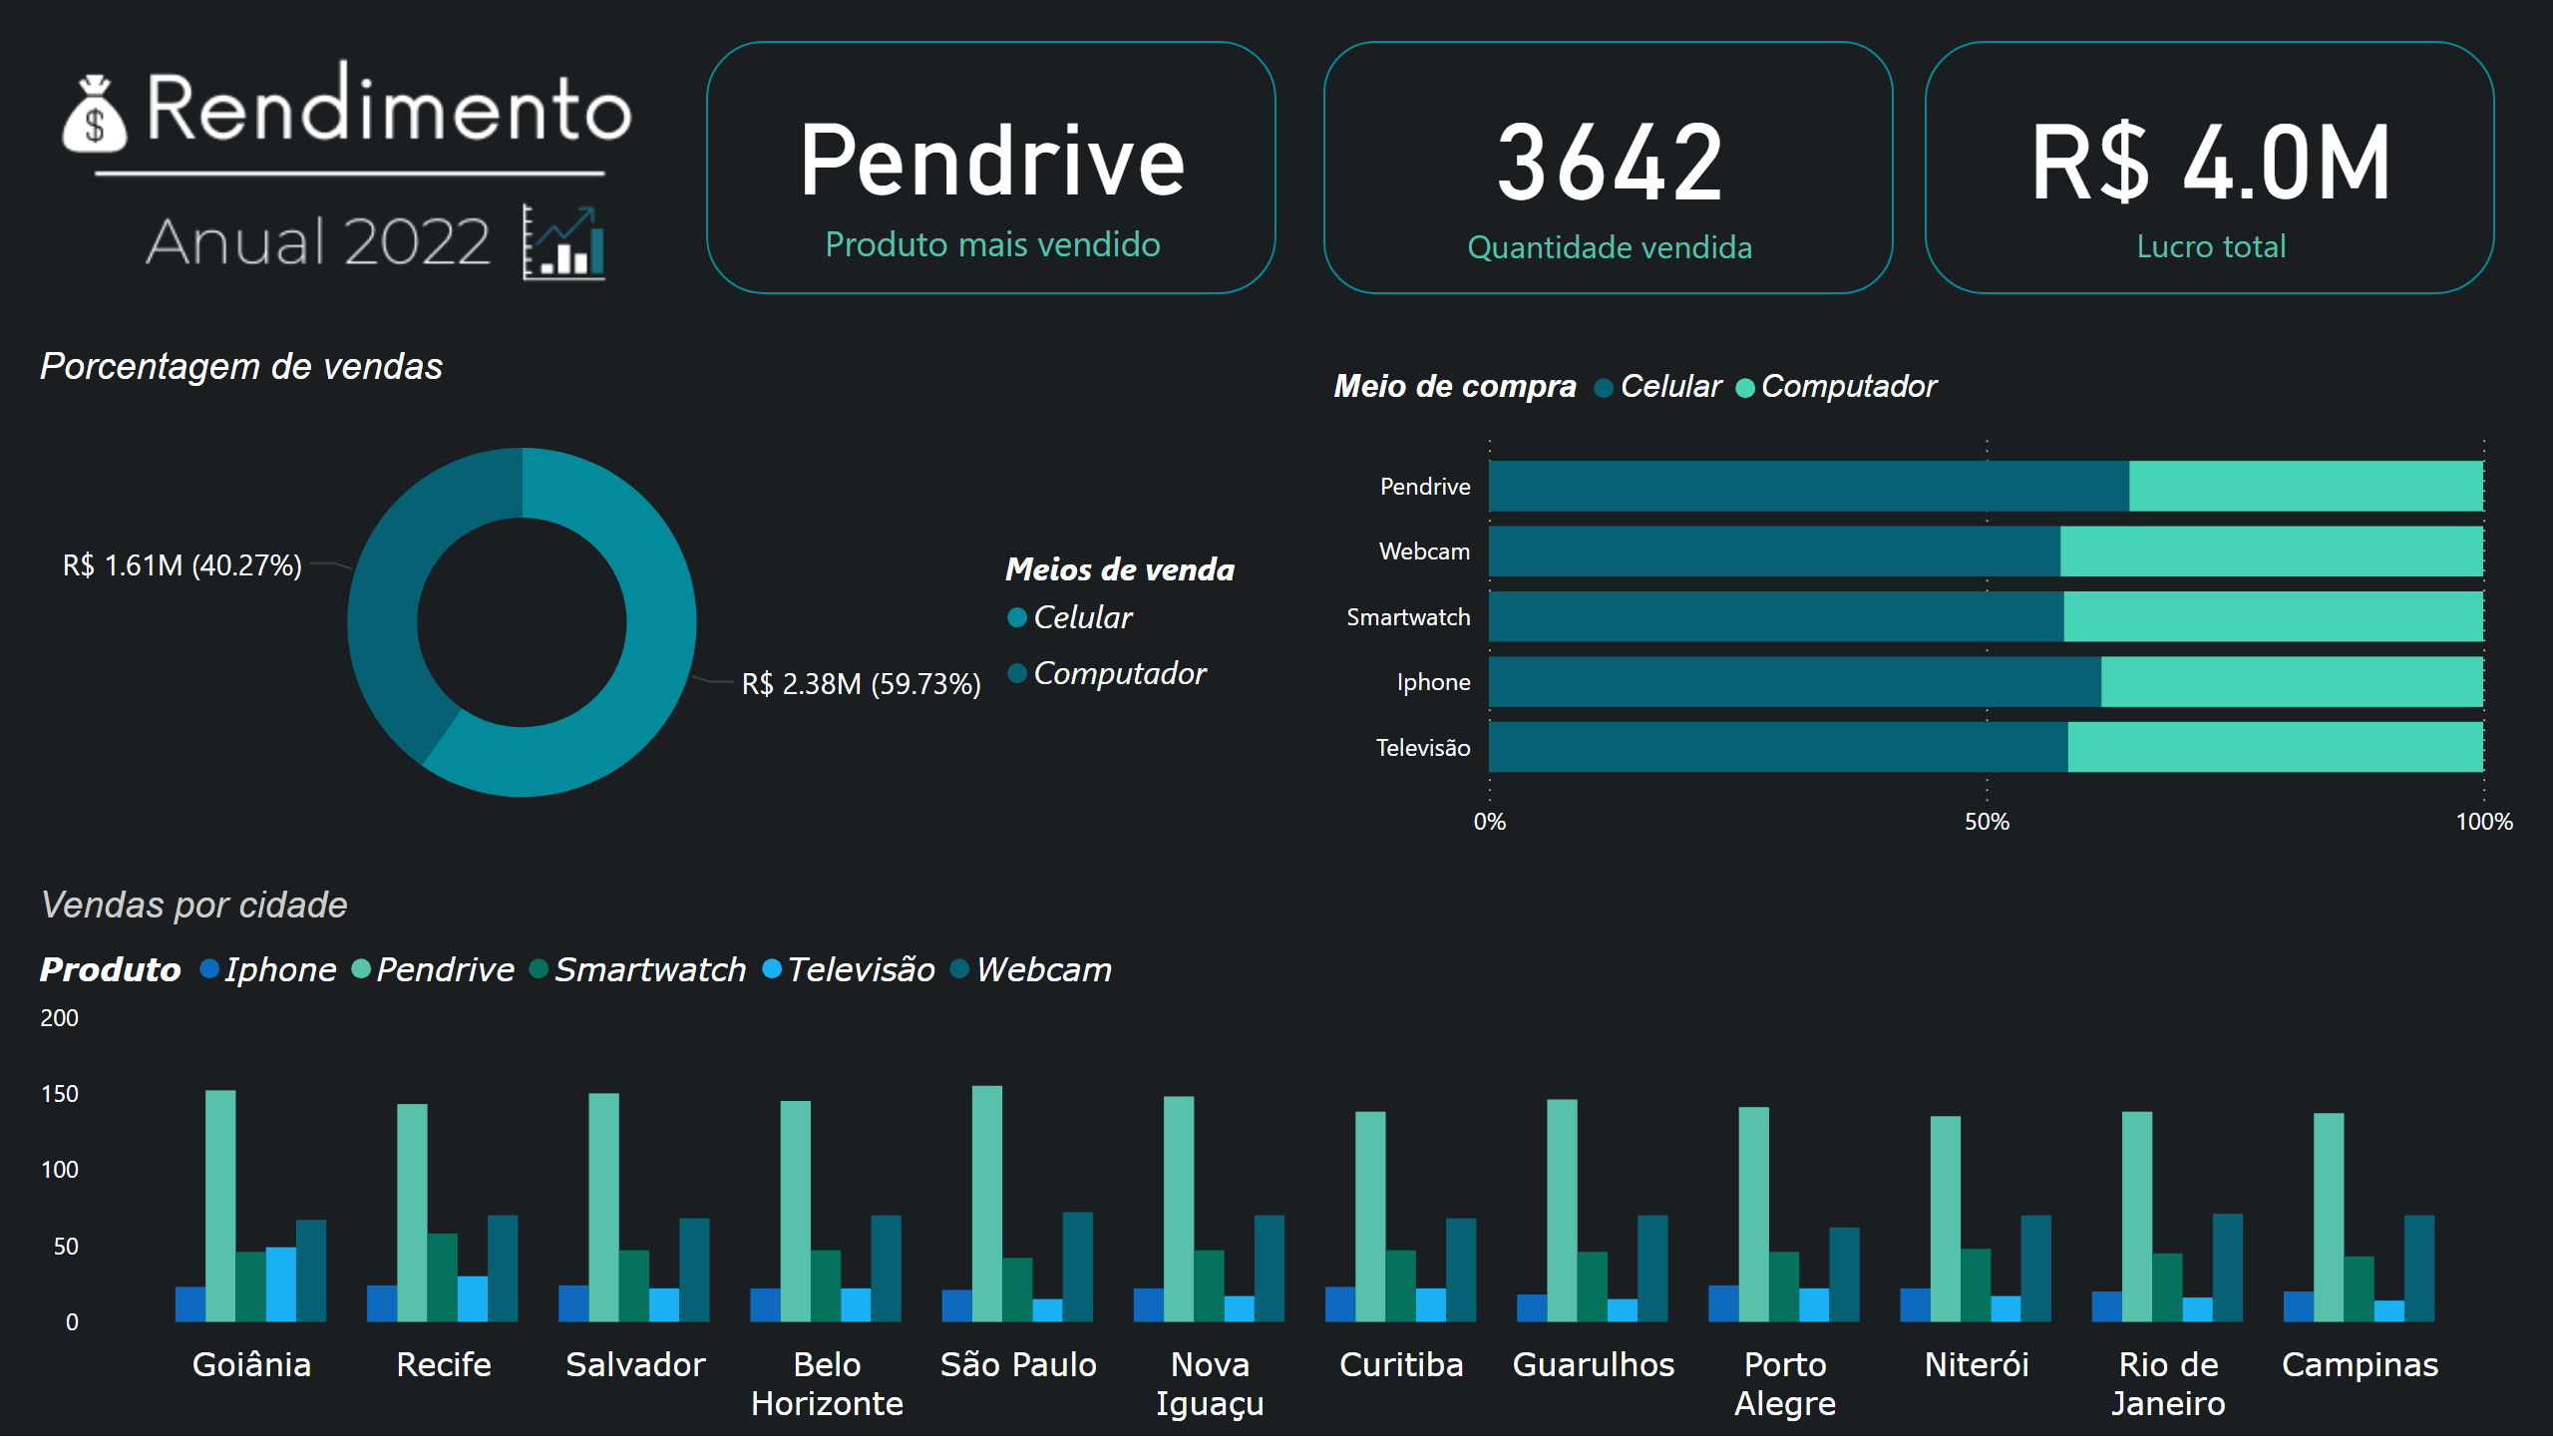 Rendimento
Anual 2022
Pendrive
Produto mais vendido
3642
Quantidade vendida
R$ 4.0M
Lucro total
Porcentagem de vendas
R$ 1.61M (40.27%)
R$ 2.38M (59.73%)
Meios de venda
Celular
Computador
Meio de compra Celular Computador
Pendrive
Webcam
Smartwatch
Iphone
Televisão
0% 50% 100%
Vendas por cidade
Produto Iphone Pendrive Smartwatch Televisão Webcam
200
150
100
50
0
Goiânia Recife Salvador Belo Horizonte São Paulo Nova Iguaçu Curitiba Guarulhos Porto Alegre Niterói Rio de Janeiro Campinas